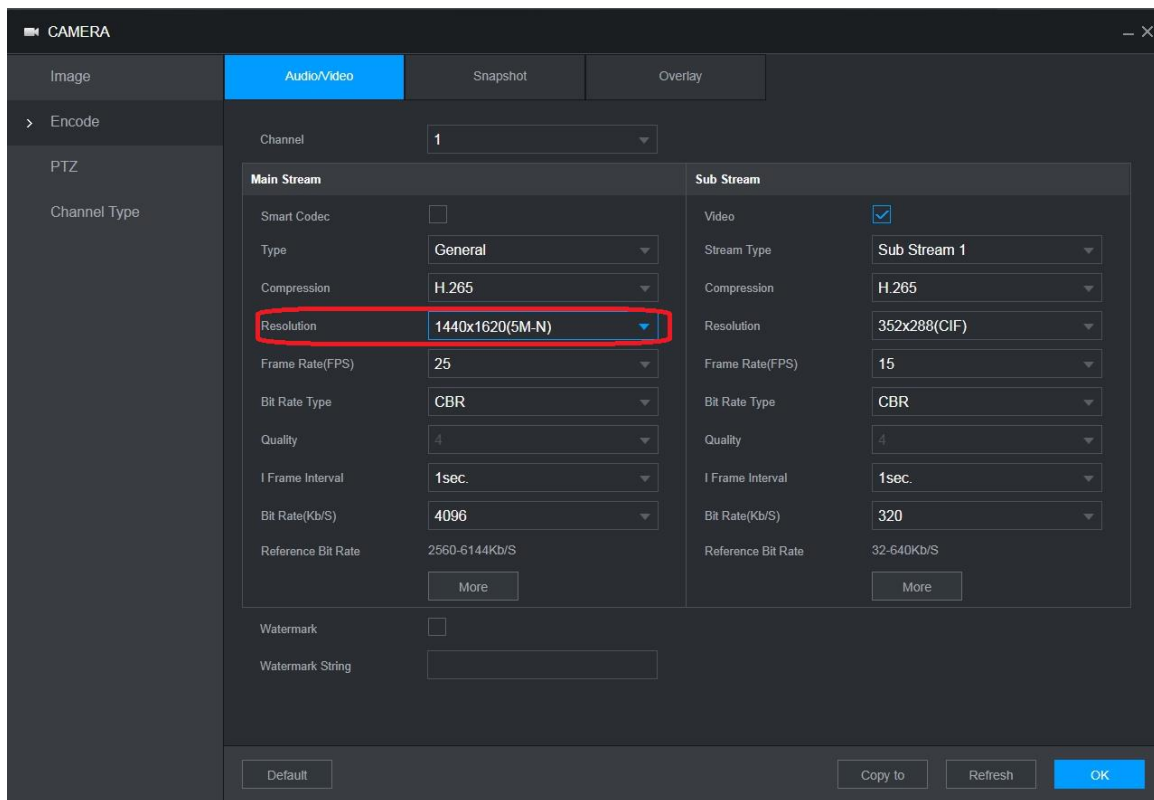 CAMERA
Image
Encode
PTZ
Channel Type
Audio/Video Snapshot Overlay
Channel 1
Main Stream
Smart Codec
Type General
Compression H.265
Resolution 1440x1620(5M-N)
Frame Rate(FPS) 25
Bit Rate Type CBR
Quality 4
I Frame Interval 1sec.
Bit Rate(Kb/S) 4096
Reference Bit Rate 2560-6144Kb/S
More
Sub Stream
Video
Stream Type Sub Stream 1
Compression H.265
Resolution 352x288(CIF)
Frame Rate(FPS) 15
Bit Rate Type CBR
Quality 4
I Frame Interval 1sec.
Bit Rate(Kb/S) 320
Reference Bit Rate 32-640Kb/S
More
Watermark
Watermark String
Default Copy to Refresh OK